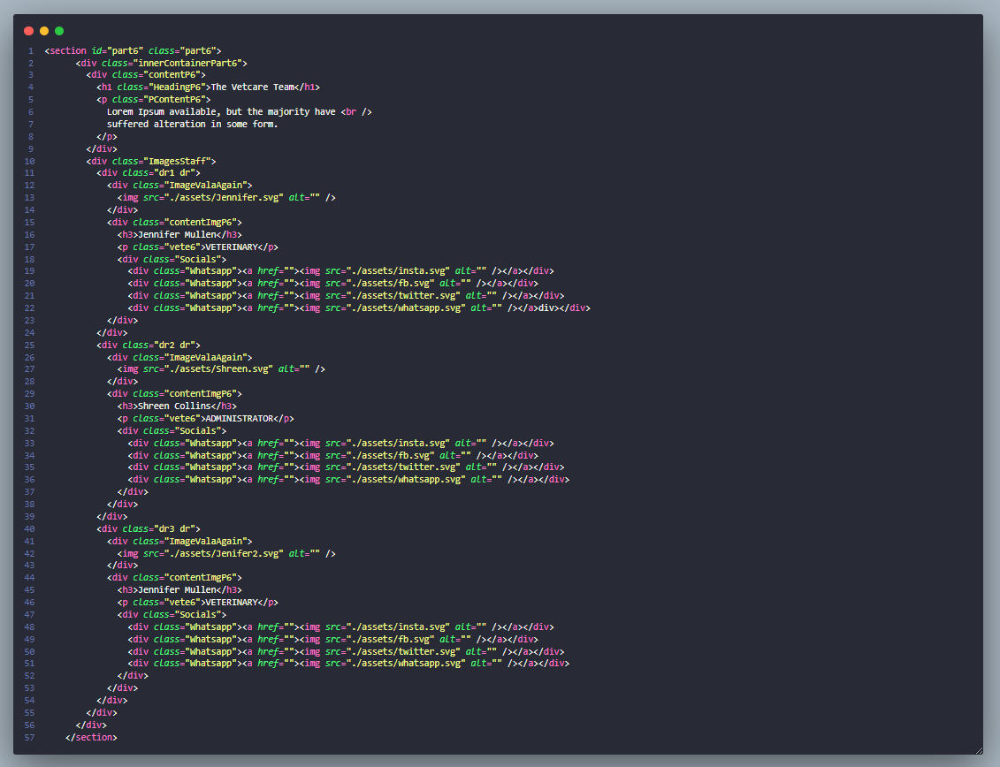 1 <section id="part6" class="part6">
2 <div class="innerContainerPart6">
3 <div class="contentP6">
4 <h1 class="HeadingP6">The Vetcare Team</h1>
5 <p class="PContentP6">
6 Lorem Ipsum available, but the majority have <br />
7 suffered alteration in some form.
8 </p>
9 </div>
10 <div class="ImagesStaff">
11 <div class="dr1 dr">
12 <div class="ImageValaAgain">
13 <img src="./assets/Jennifer.svg" alt="" />
14 </div>
15 <div class="contentImgP6">
16 <h3>Jennifer Mullen</h3>
17 <p class="vete6">VETERINARY</p>
18 <div class="Socials">
19 <div class="Whatsapp"><a href=""><img src="./assets/insta.svg" alt="" /></a></div>
20 <div class="Whatsapp"><a href=""><img src="./assets/fb.svg" alt="" /></a></div>
21 <div class="Whatsapp"><a href=""><img src="./assets/twitter.svg" alt="" /></a></div>
22 <div class="Whatsapp"><a href=""><img src="./assets/whatsapp.svg" alt="" /></a>div></div>
23 </div>
24 </div>
25 <div class="dr2 dr">
26 <div class="ImageValaAgain">
27 <img src="./assets/Shreen.svg" alt="" />
28 </div>
29 <div class="contentImgP6">
30 <h3>Shreen Collins</h3>
31 <p class="vete6">ADMINISTRATOR</p>
32 <div class="Socials">
33 <div class="Whatsapp"><a href=""><img src="./assets/insta.svg" alt="" /></a></div>
34 <div class="Whatsapp"><a href=""><img src="./assets/fb.svg" alt="" /></a></div>
35 <div class="Whatsapp"><a href=""><img src="./assets/twitter.svg" alt="" /></a></div>
36 <div class="Whatsapp"><a href=""><img src="./assets/whatsapp.svg" alt="" /></a></div>
37 </div>
38 </div>
39 </div>
40 <div class="dr3 dr">
41 <div class="ImageValaAgain">
42 <img src="./assets/Jenifer2.svg" alt="" />
43 </div>
44 <div class="contentImgP6">
45 <h3>Jennifer Mullen</h3>
46 <p class="vete6">VETERINARY</p>
47 <div class="Socials">
48 <div class="Whatsapp"><a href=""><img src="./assets/insta.svg" alt="" /></a></div>
49 <div class="Whatsapp"><a href=""><img src="./assets/fb.svg" alt="" /></a></div>
50 <div class="Whatsapp"><a href=""><img src="./assets/twitter.svg" alt="" /></a></div>
51 <div class="Whatsapp"><a href=""><img src="./assets/whatsapp.svg" alt="" /></a></div>
52 </div>
53 </div>
54 </div>
55 </div>
56 </div>
57 </section>